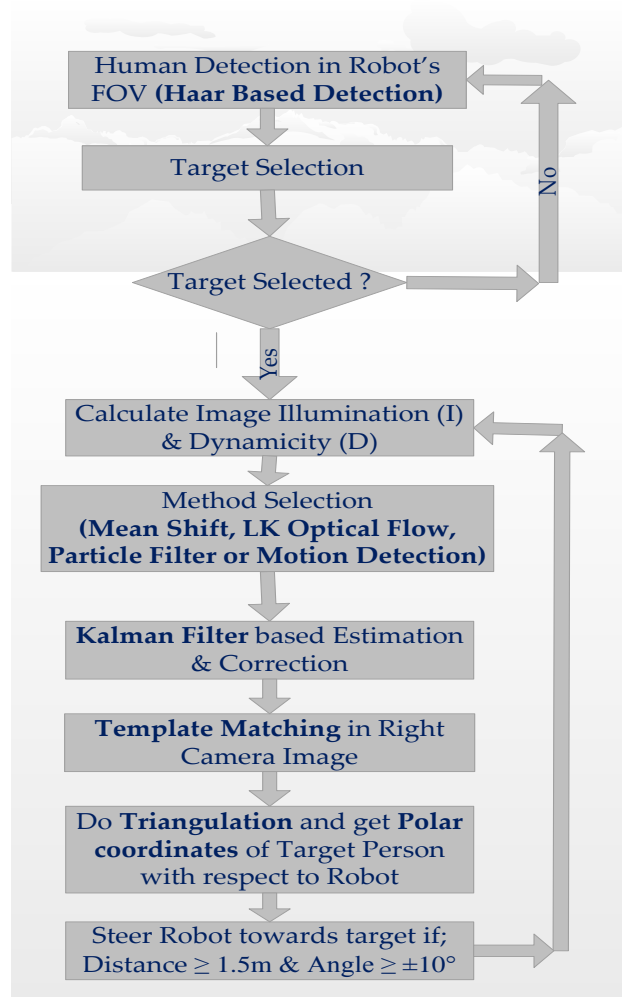 Human Detection in Robot's
FOV (Haar Based Detection)
Target Selection
No
Target Selected ?
Yes
Calculate Image Illumination (I)
& Dynamicity (D)
Method Selection
(Mean Shift, LK Optical Flow,
Particle Filter or Motion Detection)
Kalman Filter based Estimation
& Correction
Template Matching in Right
Camera Image
Do Triangulation and get Polar
coordinates of Target Person
with respect to Robot
Steer Robot towards target if;
Distance ≥ 1.5m & Angle ≥ ±10°